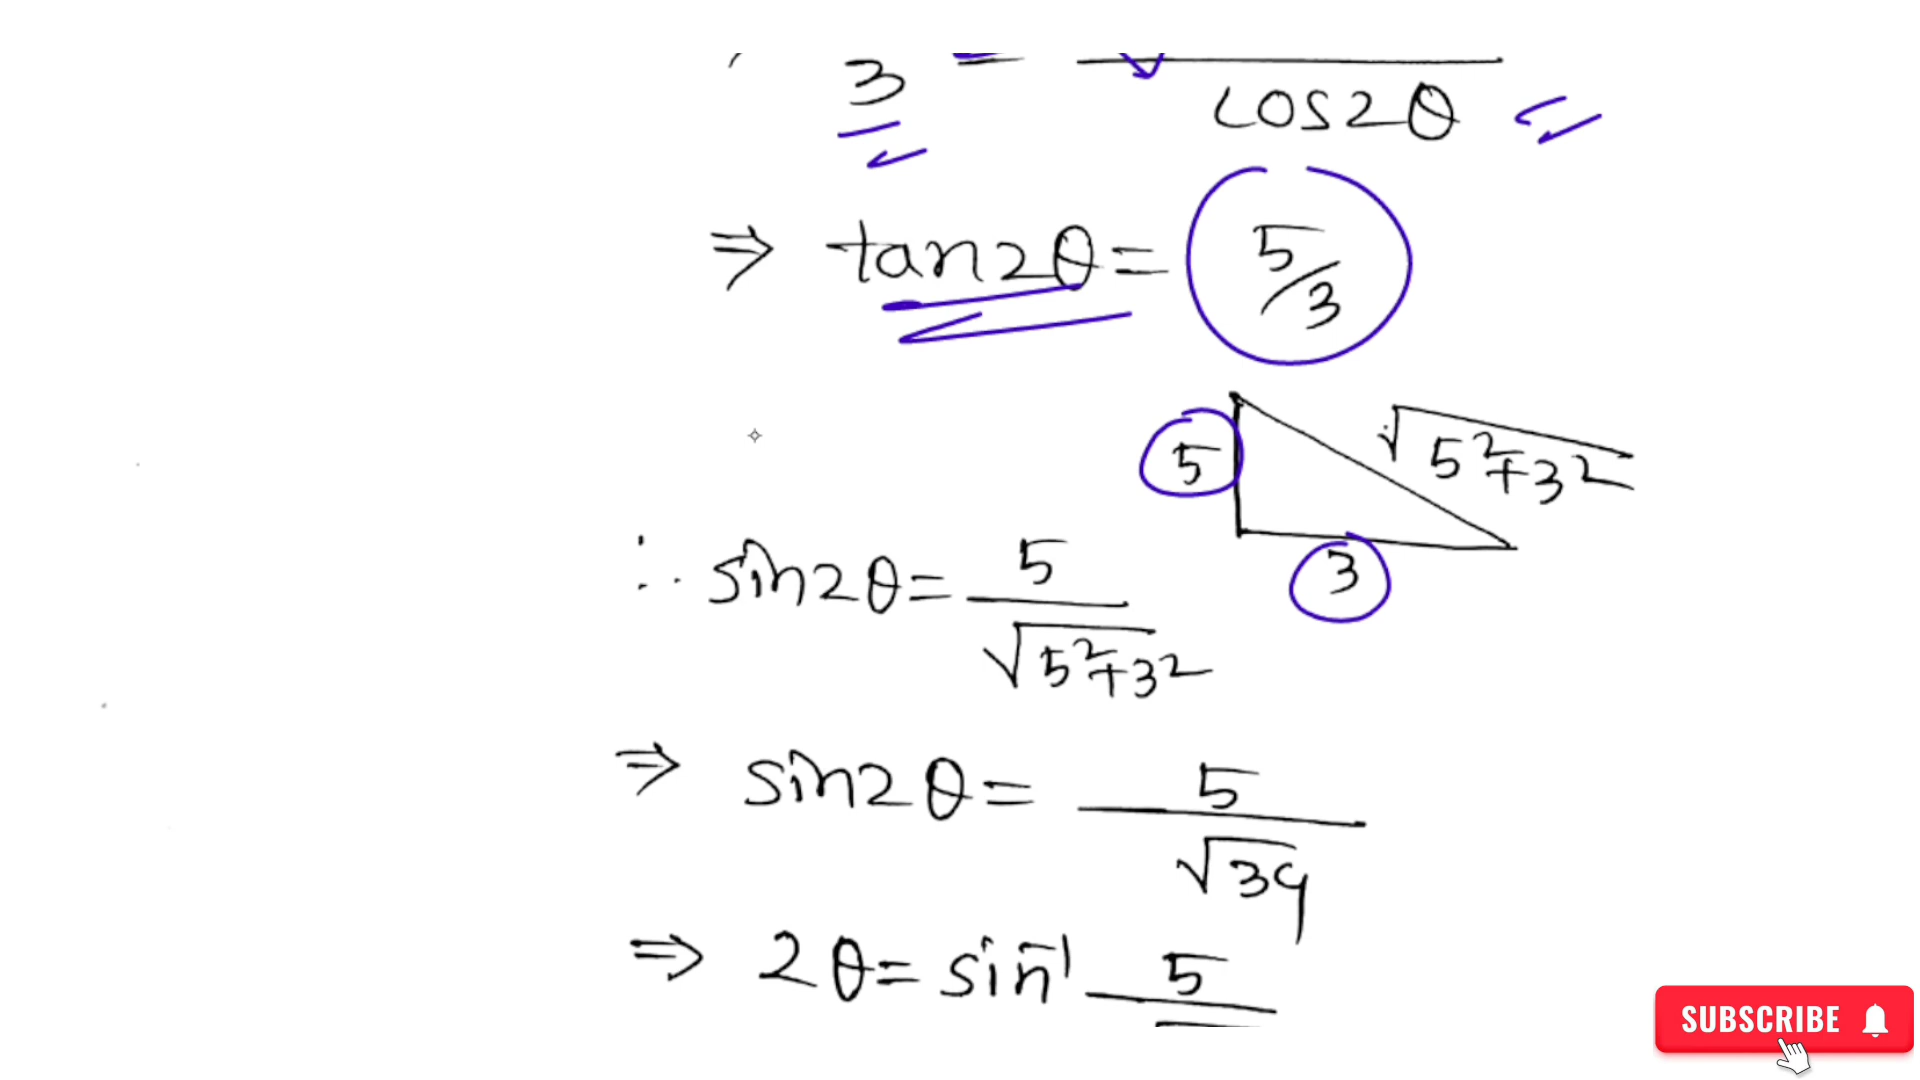 3 =
cos2θ
⇒ tan2θ = 5/3
5
√5²+3²
3
∴ sin2θ = 5/√5²+3²
⇒ sin2θ = 5/√34
⇒ 2θ = sin⁻¹ 5
SUBSCRIBE